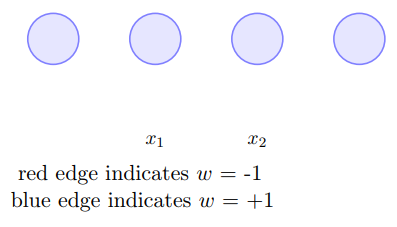 x₁ x₂
red edge indicates w = -1
blue edge indicates w = +1